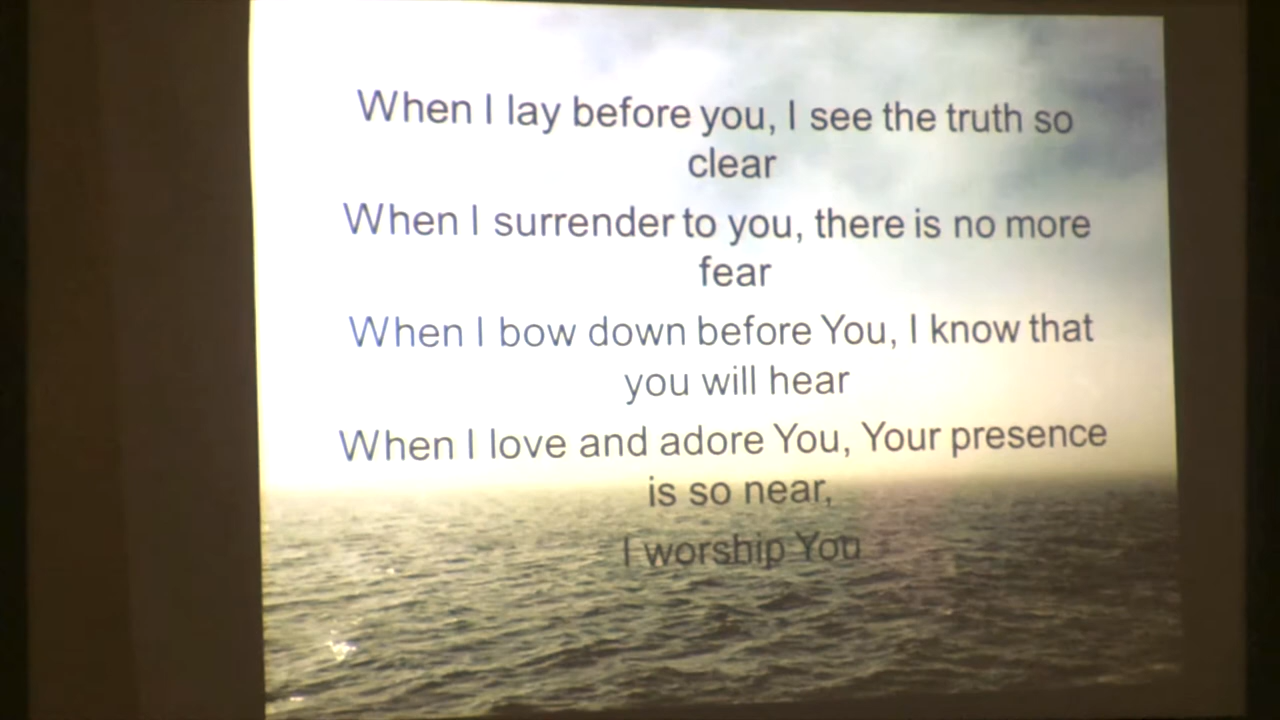 When I lay before you, I see the truth so
clear
When I surrender to you, there is no more
fear
When I bow down before You, I know that
you will hear
When I love and adore You, Your presence
is so near,
I worship You